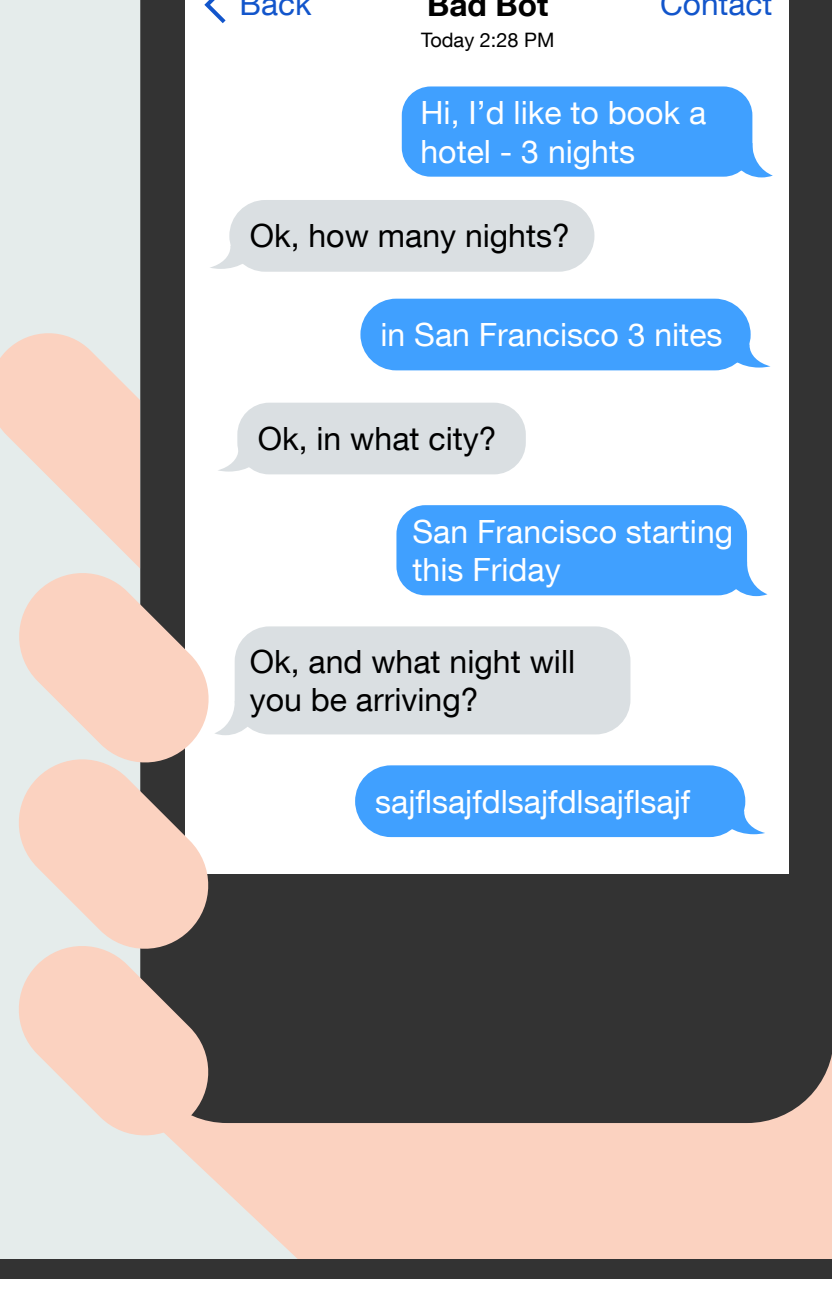 Back Bad Bot Contact
Today 2:28 PM
Hi, I’d like to book a
hotel - 3 nights
Ok, how many nights?
in San Francisco 3 nites
Ok, in what city?
San Francisco starting
this Friday
Ok, and what night will
you be arriving?
sajflsajfdlsajfdlsajflsajf